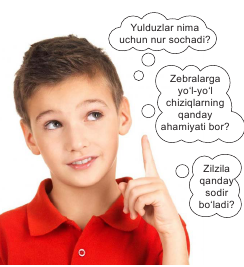 Yulduzlar nima
uchun nur sochadi?
Zebralarga
yo'l-yo'l
chiziqlarning
qanday
ahamiyati bor?
Zilzila
qanday
sodir
bo'ladi?